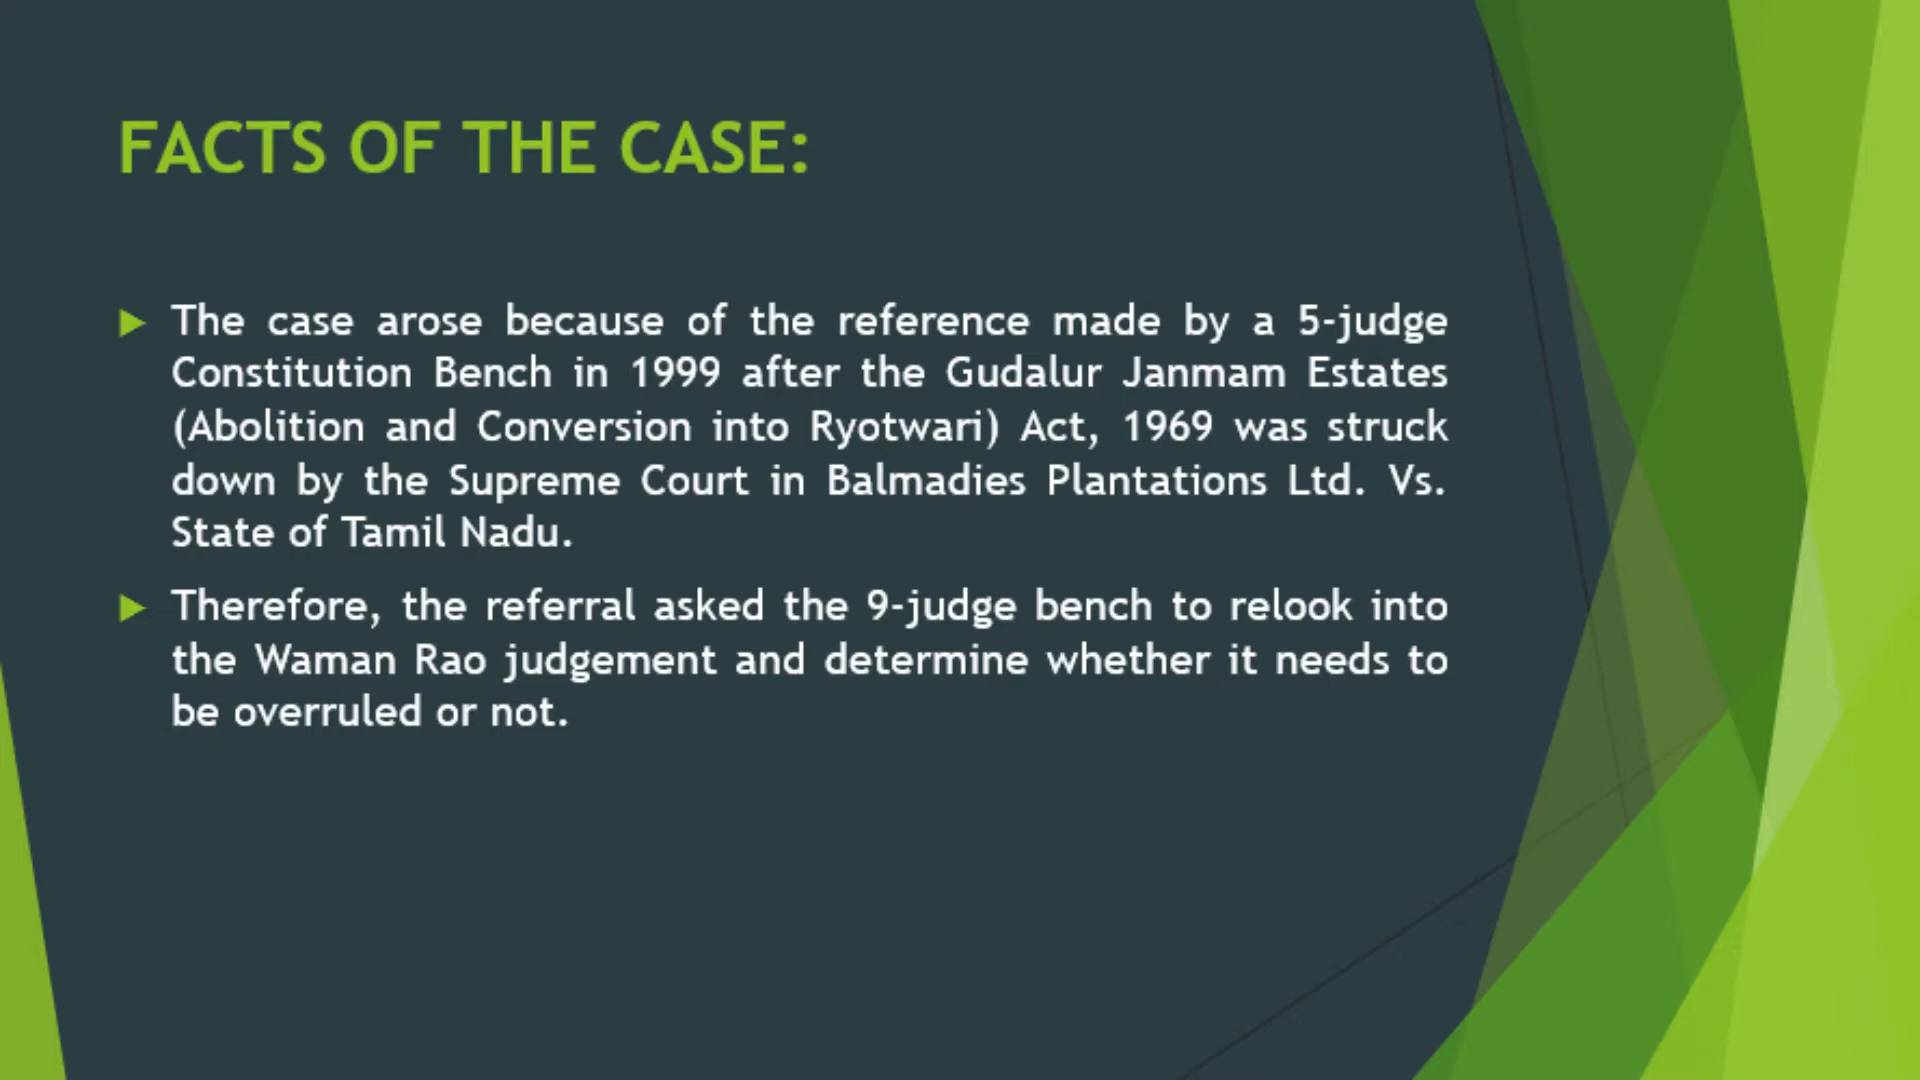 FACTS OF THE CASE:
The case arose because of the reference made by a 5-judge
Constitution Bench in 1999 after the Gudalur Janmam Estates
(Abolition and Conversion into Ryotwari) Act, 1969 was struck
down by the Supreme Court in Balmadies Plantations Ltd. Vs.
State of Tamil Nadu.
Therefore, the referral asked the 9-judge bench to relook into
the Waman Rao judgement and determine whether it needs to
be overruled or not.